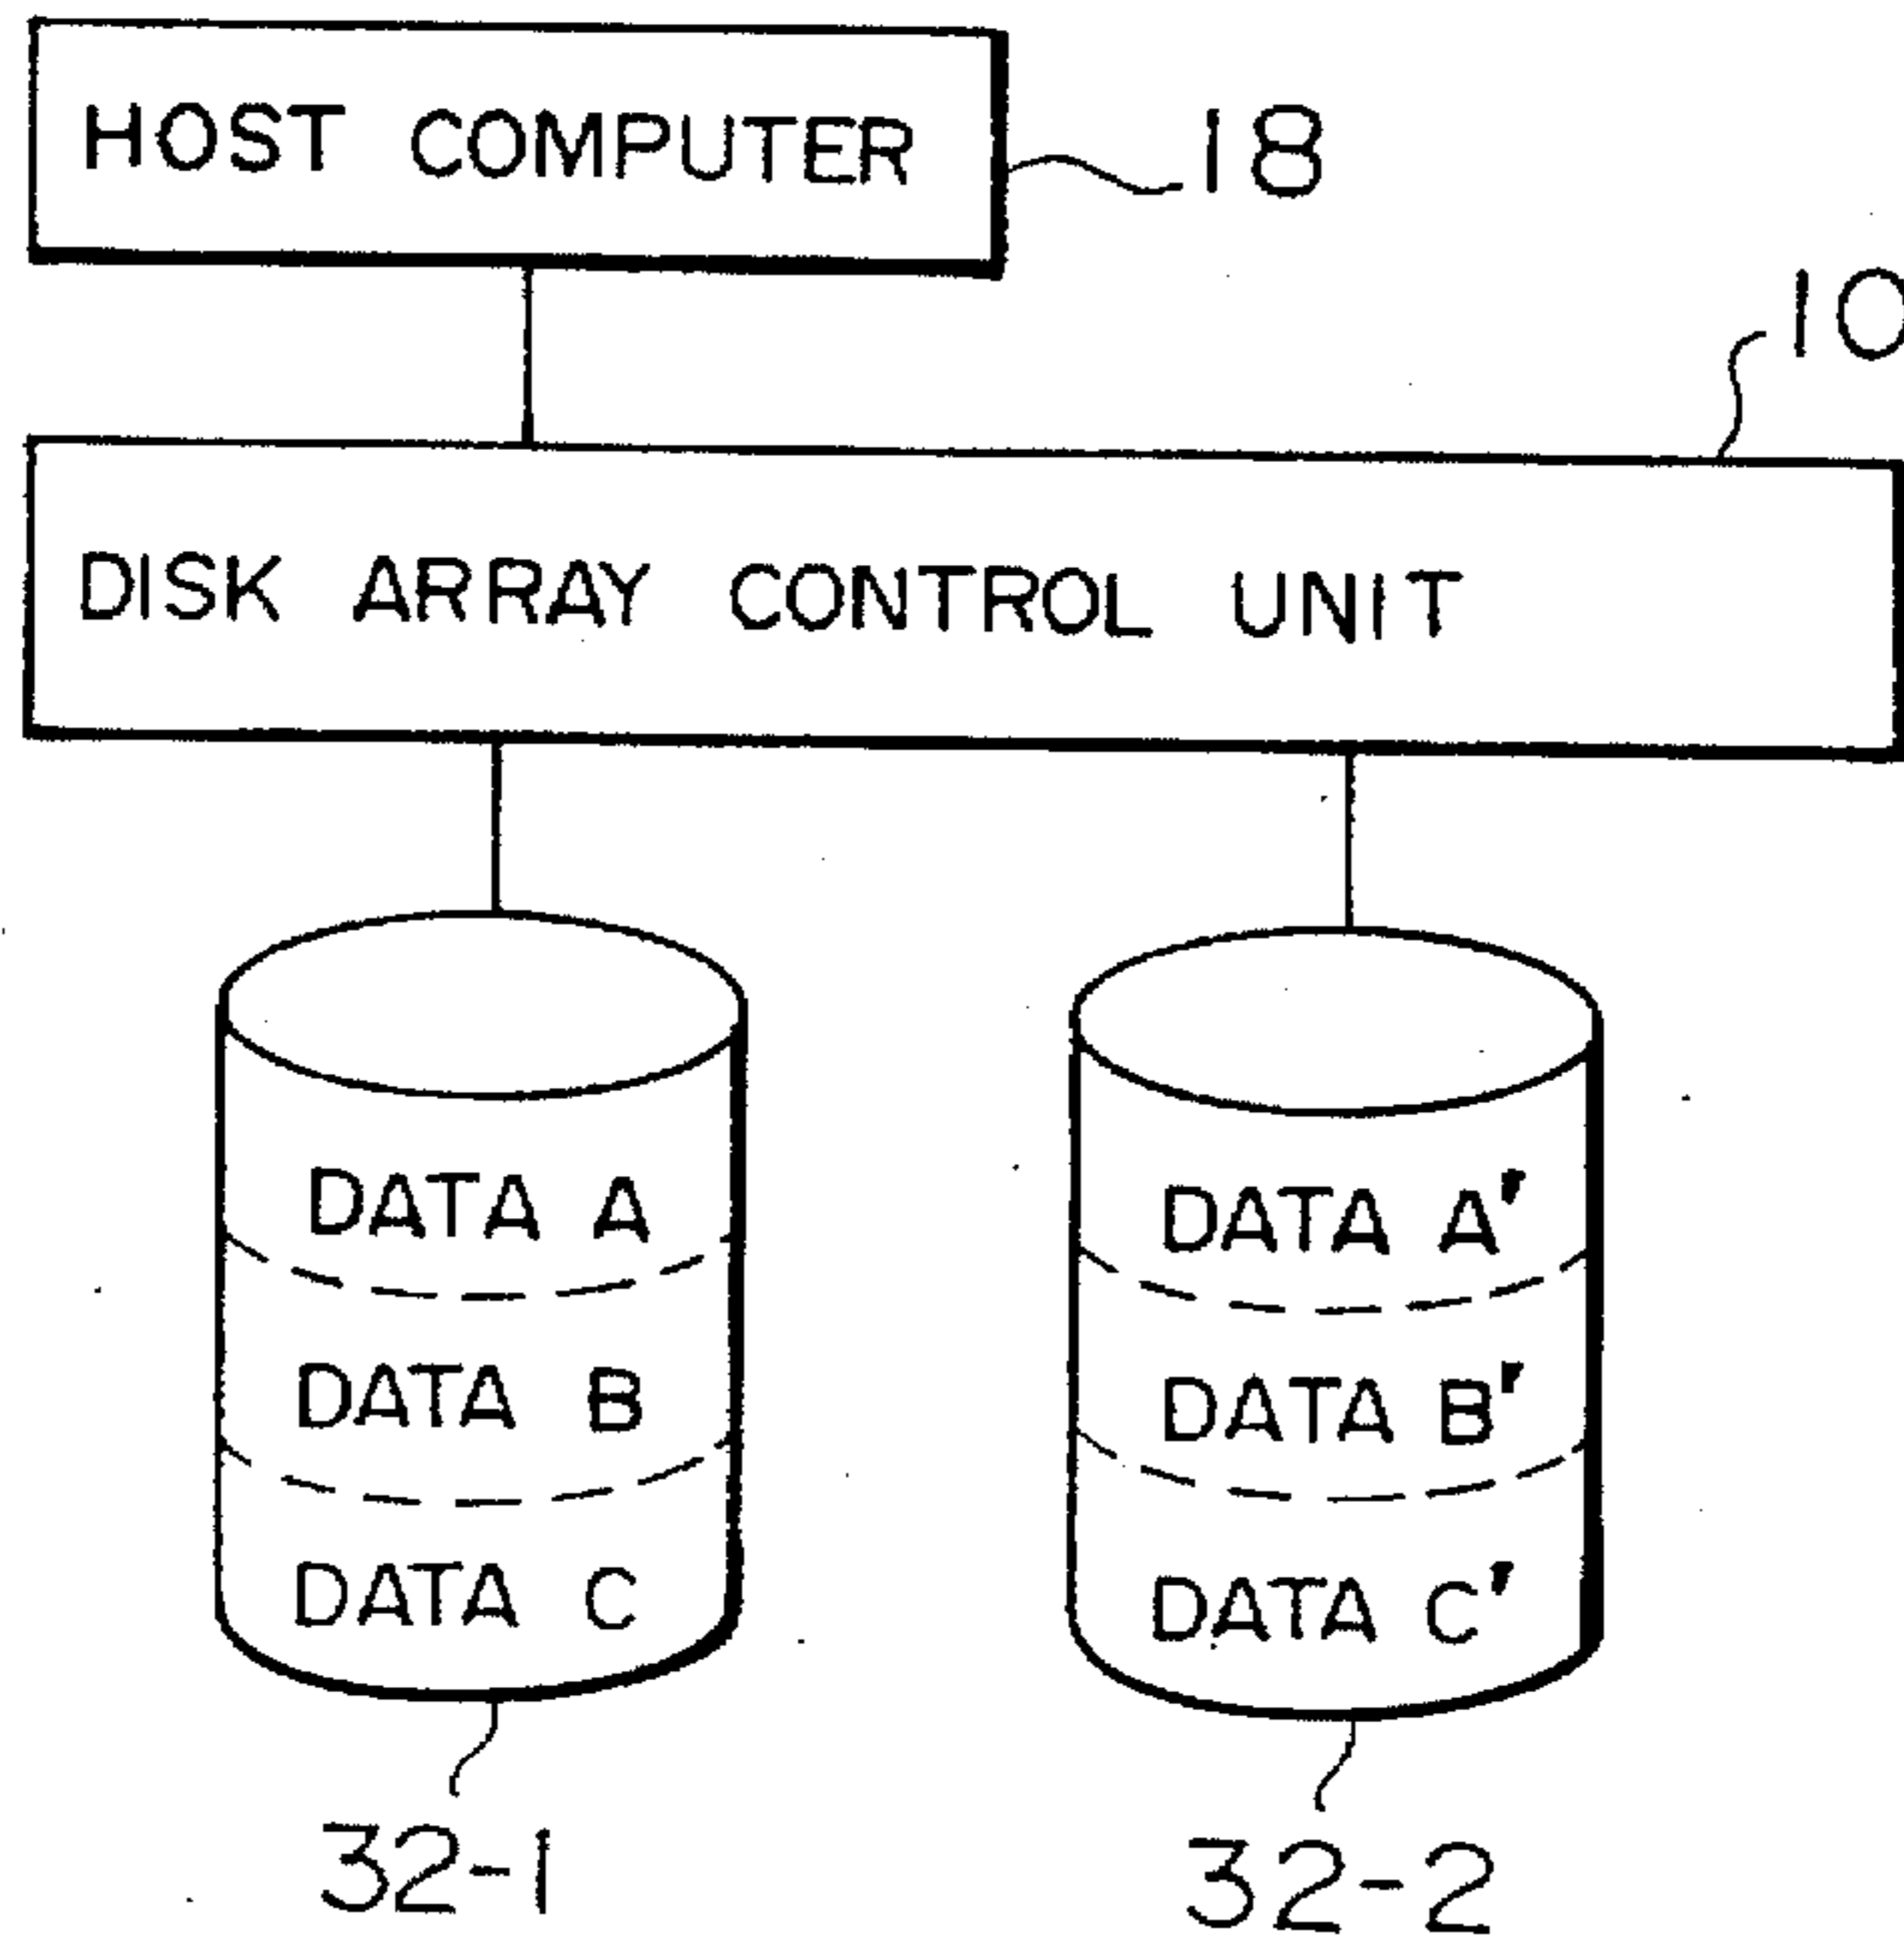 HOST COMPUTER
18
10
DISK ARRAY CONTROL UNIT
DATA A
DATA A'
DATA B
DATA B'
DATA C
DATA C'
32-1
32-2